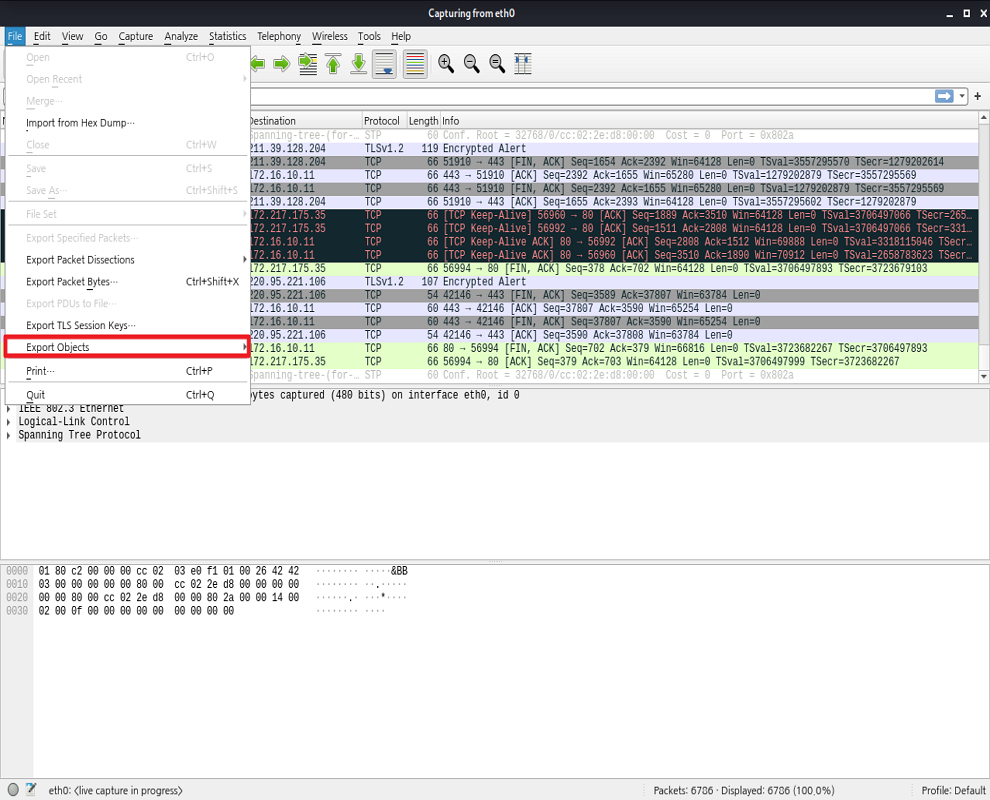 Capturing from eth0
File Edit View Go Capture Analyze Statistics Telephony Wireless Tools Help
Open Ctrl+O
Open Recent
Merge···
Import from Hex Dump···
Close Ctrl+W
Save Ctrl+S
Save As··· Ctrl+Shift+S
File Set
Export Specified Packets···
Export Packet Dissections
Export Packet Bytes··· Ctrl+Shift+X
Export PDUs to File···
Export TLS Session Keys···
Export Objects
Print··· Ctrl+P
Quit Ctrl+Q
Destination Protocol Length Info
Spanning-tree-(for-… STP 60 Conf. Root = 32768/0/cc:02:2e:d8:00:00 Cost = 0 Port = 0x802a
211.39.128.204 TLSv1.2 119 Encrypted Alert
211.39.128.204 TCP 66 51910 → 443 [FIN, ACK] Seq=1654 Ack=2392 Win=64128 Len=0 TSval=3557295570 TSecr=1279202614
172.16.10.11 TCP 66 443 → 51910 [ACK] Seq=2392 Ack=1655 Win=65280 Len=0 TSval=1279202879 TSecr=3557295569
172.16.10.11 TCP 66 443 → 51910 [FIN, ACK] Seq=2392 Ack=1655 Win=65280 Len=0 TSval=1279202879 TSecr=3557295569
211.39.128.204 TCP 66 51910 → 443 [ACK] Seq=1655 Ack=2393 Win=64128 Len=0 TSval=3557295602 TSecr=1279202879
172.217.175.35 TCP 66 [TCP Keep-Alive] 56960 → 80 [ACK] Seq=1889 Ack=3510 Win=64128 Len=0 TSval=3706497066 TSecr=265…
172.217.175.35 TCP 66 [TCP Keep-Alive] 56992 → 80 [ACK] Seq=1511 Ack=2808 Win=64128 Len=0 TSval=3706497066 TSecr=331…
172.16.10.11 TCP 66 [TCP Keep-Alive ACK] 80 → 56992 [ACK] Seq=2808 Ack=1512 Win=69888 Len=0 TSval=3318115046 TSecr…
172.16.10.11 TCP 66 [TCP Keep-Alive ACK] 80 → 56960 [ACK] Seq=3510 Ack=1890 Win=70912 Len=0 TSval=2658783623 TSecr…
172.217.175.35 TCP 66 56994 → 80 [FIN, ACK] Seq=378 Ack=702 Win=64128 Len=0 TSval=3706497893 TSecr=3723679103
220.95.221.106 TLSv1.2 107 Encrypted Alert
220.95.221.106 TCP 54 42146 → 443 [FIN, ACK] Seq=3589 Ack=37807 Win=63784 Len=0
172.16.10.11 TCP 60 443 → 42146 [ACK] Seq=37807 Ack=3590 Win=65254 Len=0
172.16.10.11 TCP 60 443 → 42146 [FIN, ACK] Seq=37807 Ack=3590 Win=65254 Len=0
220.95.221.106 TCP 54 42146 → 443 [ACK] Seq=3590 Ack=37808 Win=63784 Len=0
172.16.10.11 TCP 66 80 → 56994 [FIN, ACK] Seq=702 Ack=379 Win=66816 Len=0 TSval=3723682267 TSecr=3706497893
172.217.175.35 TCP 66 56994 → 80 [ACK] Seq=379 Ack=703 Win=64128 Len=0 TSval=3706497999 TSecr=3723682267
Spanning-tree-(for-… STP 60 Conf. Root = 32768/0/cc:02:2e:d8:00:00 Cost = 0 Port = 0x802a
bytes captured (480 bits) on interface eth0, id 0
IEEE 802.3 Ethernet
Logical-Link Control
Spanning Tree Protocol
0000 01 80 c2 00 00 00 cc 02 03 e0 f1 01 00 26 42 42 ········ ·····&BB
0010 03 00 00 00 00 00 80 00 cc 02 2e d8 00 00 00 00 ········ ··.·····
0020 00 00 80 00 cc 02 2e d8 00 00 80 2a 00 00 14 00 ······.· ···*····
0030 02 00 0f 00 00 00 00 00 00 00 00 00 ········ ····
eth0: <live capture in progress> Packets: 6786 · Displayed: 6786 (100.0%) Profile: Default